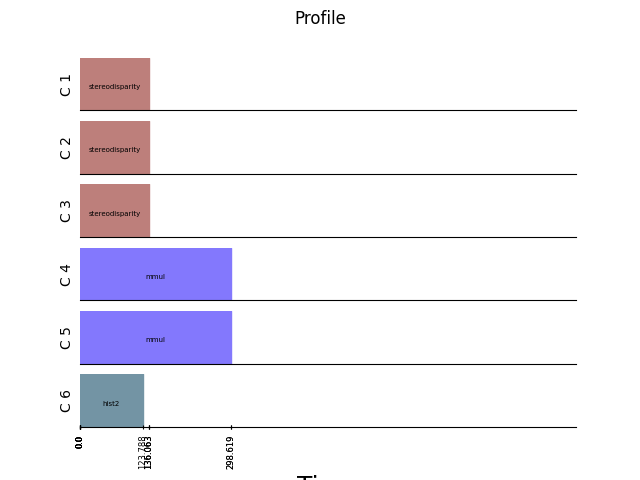 Profile
C 1
stereodisparity
C 2
stereodisparity
C 3
stereodisparity
C 4
mmul
C 5
mmul
C 6
hist2
0.0
123.788
136.063
298.619